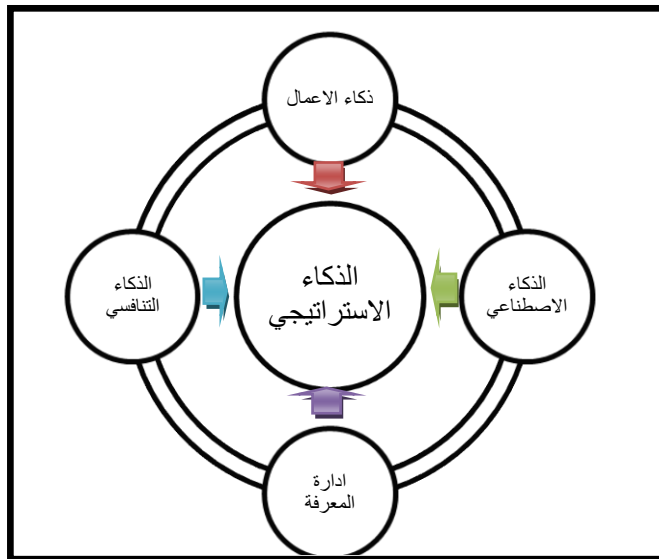 ذكاء الاعمال
الذكاء
الاصطناعي
الذكاء
الاستراتيجي
الذكاء
التنافسي
ادارة
المعرفة